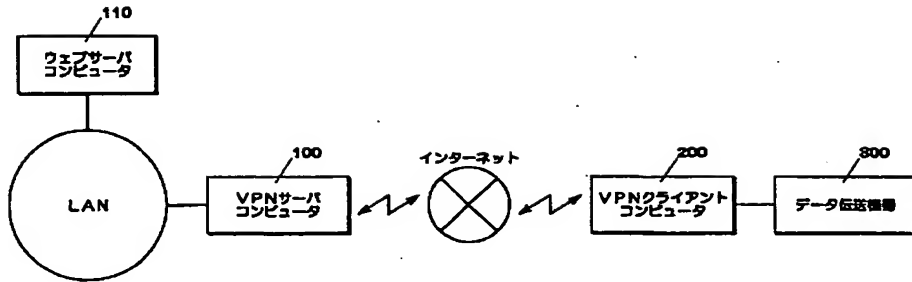 110
ウェブサーバ
コンピュータ
LAN
100
VPNサーバ
コンピュータ
インターネット
200
VPNクライアント
コンピュータ
300
データ伝送機器